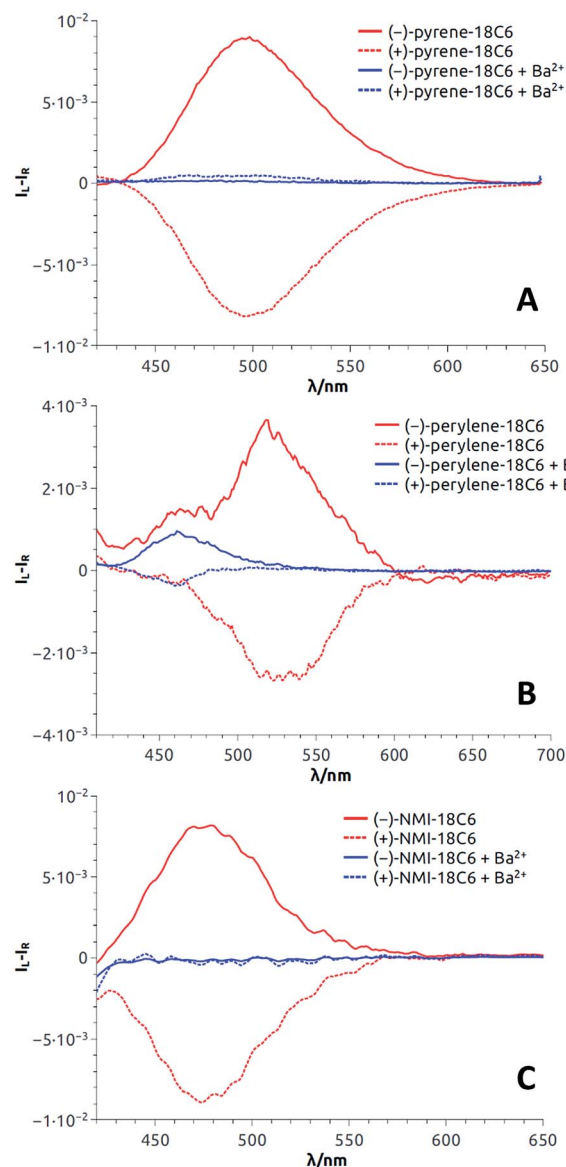 10⁻²
5·10⁻³
0
−5·10⁻³
−1·10⁻²
I_L-I_R
(−)-pyrene-18C6
(+)-pyrene-18C6
(−)-pyrene-18C6 + Ba²⁺
(+)-pyrene-18C6 + Ba²⁺
A
450 500 550 600 650
λ/nm
4·10⁻³
2·10⁻³
0
−2·10⁻³
−4·10⁻³
I_L-I_R
(−)-perylene-18C6
(+)-perylene-18C6
(−)-perylene-18C6 +
(+)-perylene-18C6 +
B
450 500 550 600 650 700
λ/nm
10⁻²
5·10⁻³
0
−5·10⁻³
−1·10⁻²
I_L-I_R
(−)-NMI-18C6
(+)-NMI-18C6
(−)-NMI-18C6 + Ba²⁺
(+)-NMI-18C6 + Ba²⁺
C
450 500 550 600 650
λ/nm